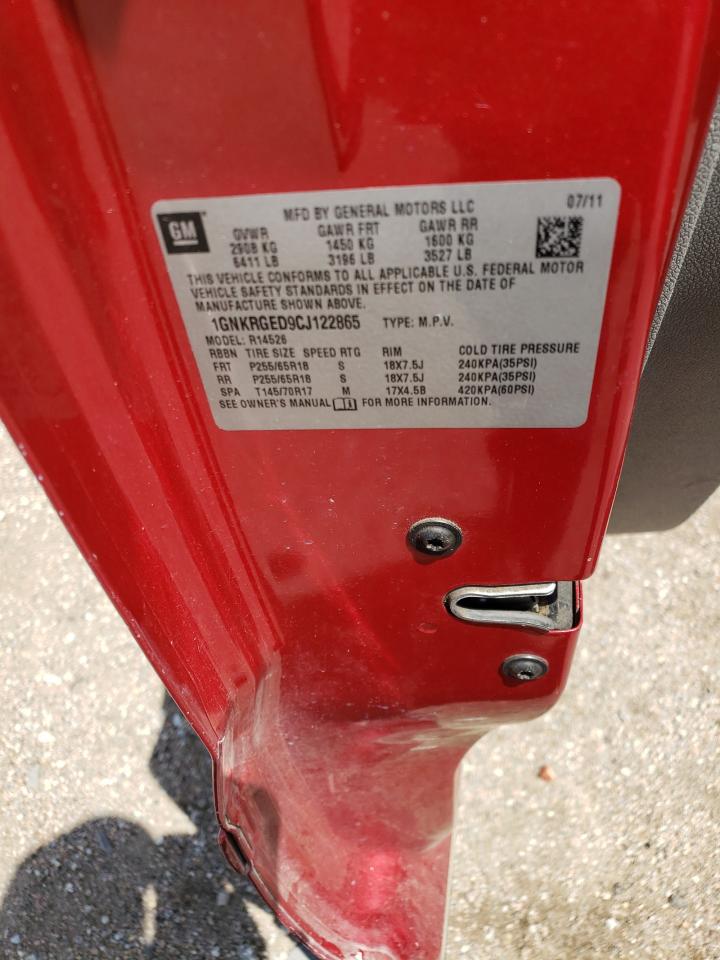 GM
MFD BY GENERAL MOTORS LLC 07/11
GVWR GAWR FRT GAWR RR
2908 KG 1450 KG 1600 KG
6411 LB 3196 LB 3527 LB
THIS VEHICLE CONFORMS TO ALL APPLICABLE U.S. FEDERAL MOTOR
VEHICLE SAFETY STANDARDS IN EFFECT ON THE DATE OF
MANUFACTURE SHOWN ABOVE.
1GNKRGED9CJ122865 TYPE: M.P.V.
MODEL: R14526
RBBN TIRE SIZE SPEED RTG RIM COLD TIRE PRESSURE
FRT P255/65R18 S 18X7.5J 240KPA(35PSI)
RR P255/65R18 S 18X7.5J 240KPA(35PSI)
SPA T145/70R17 M 17X4.5B 420KPA(60PSI)
SEE OWNER'S MANUAL FOR MORE INFORMATION.